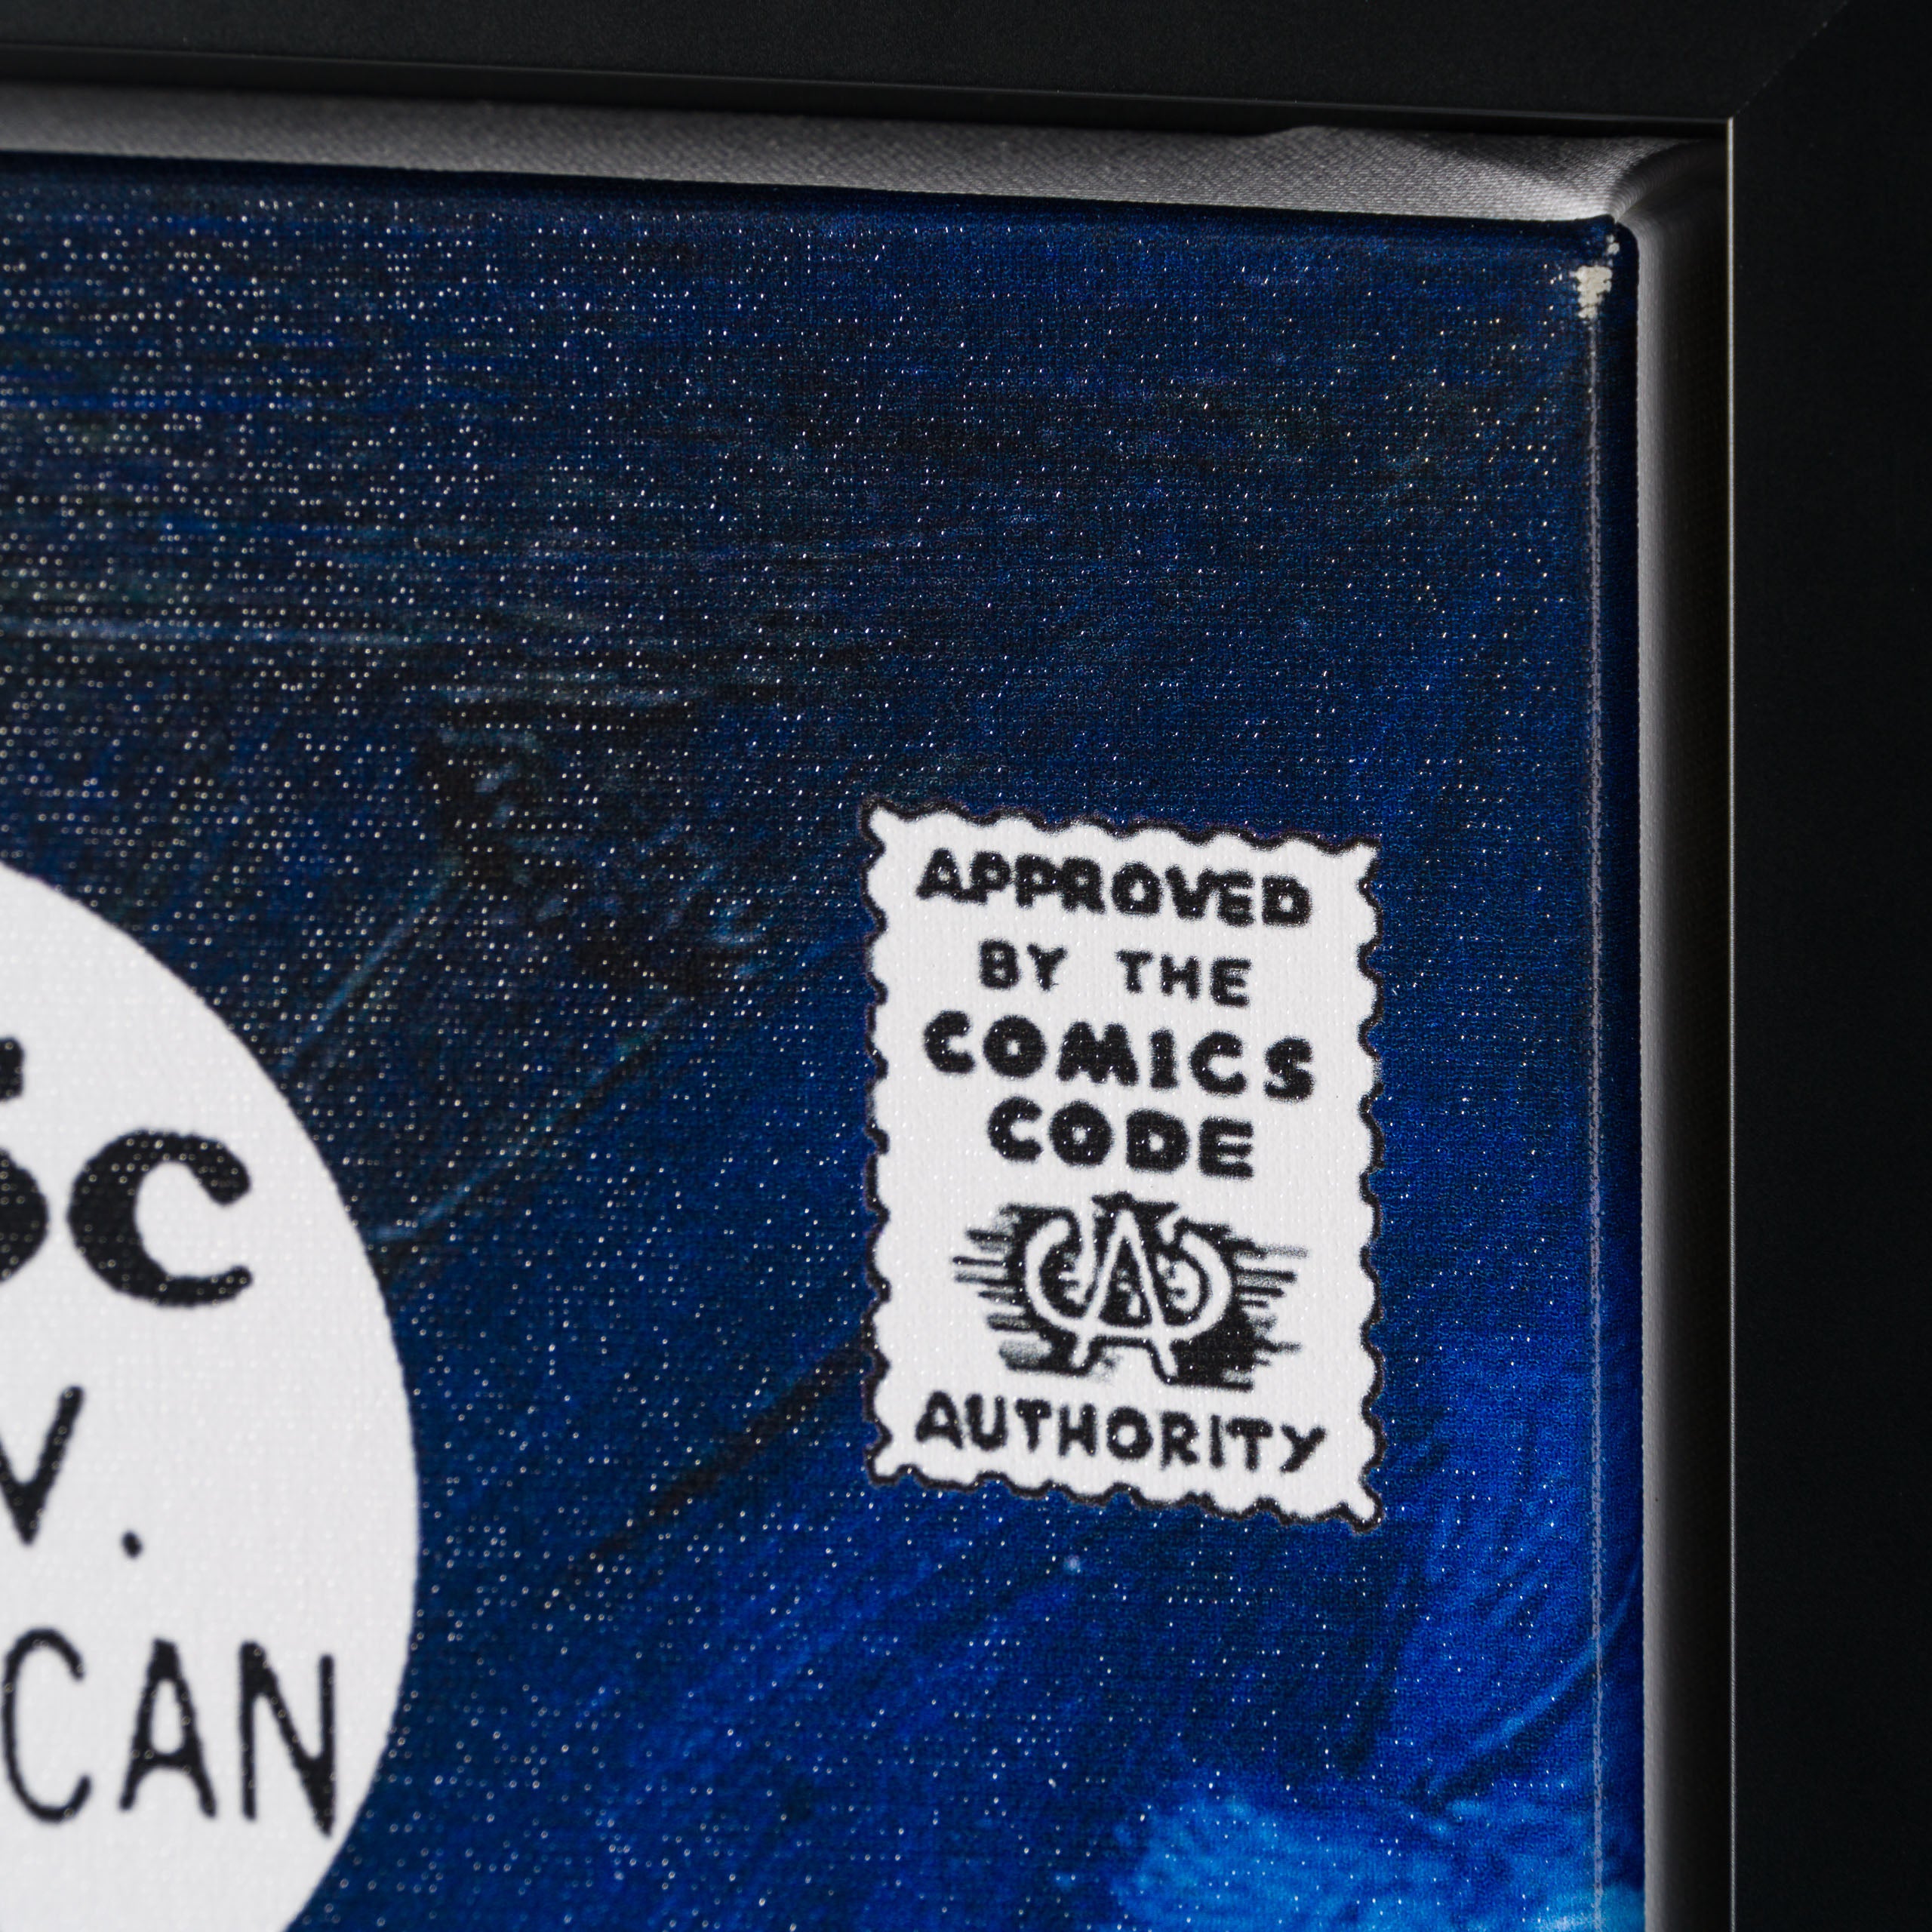 c
V.
CAN
APPROVED
BY THE
COMICS
CODE
CA
AUTHORITY